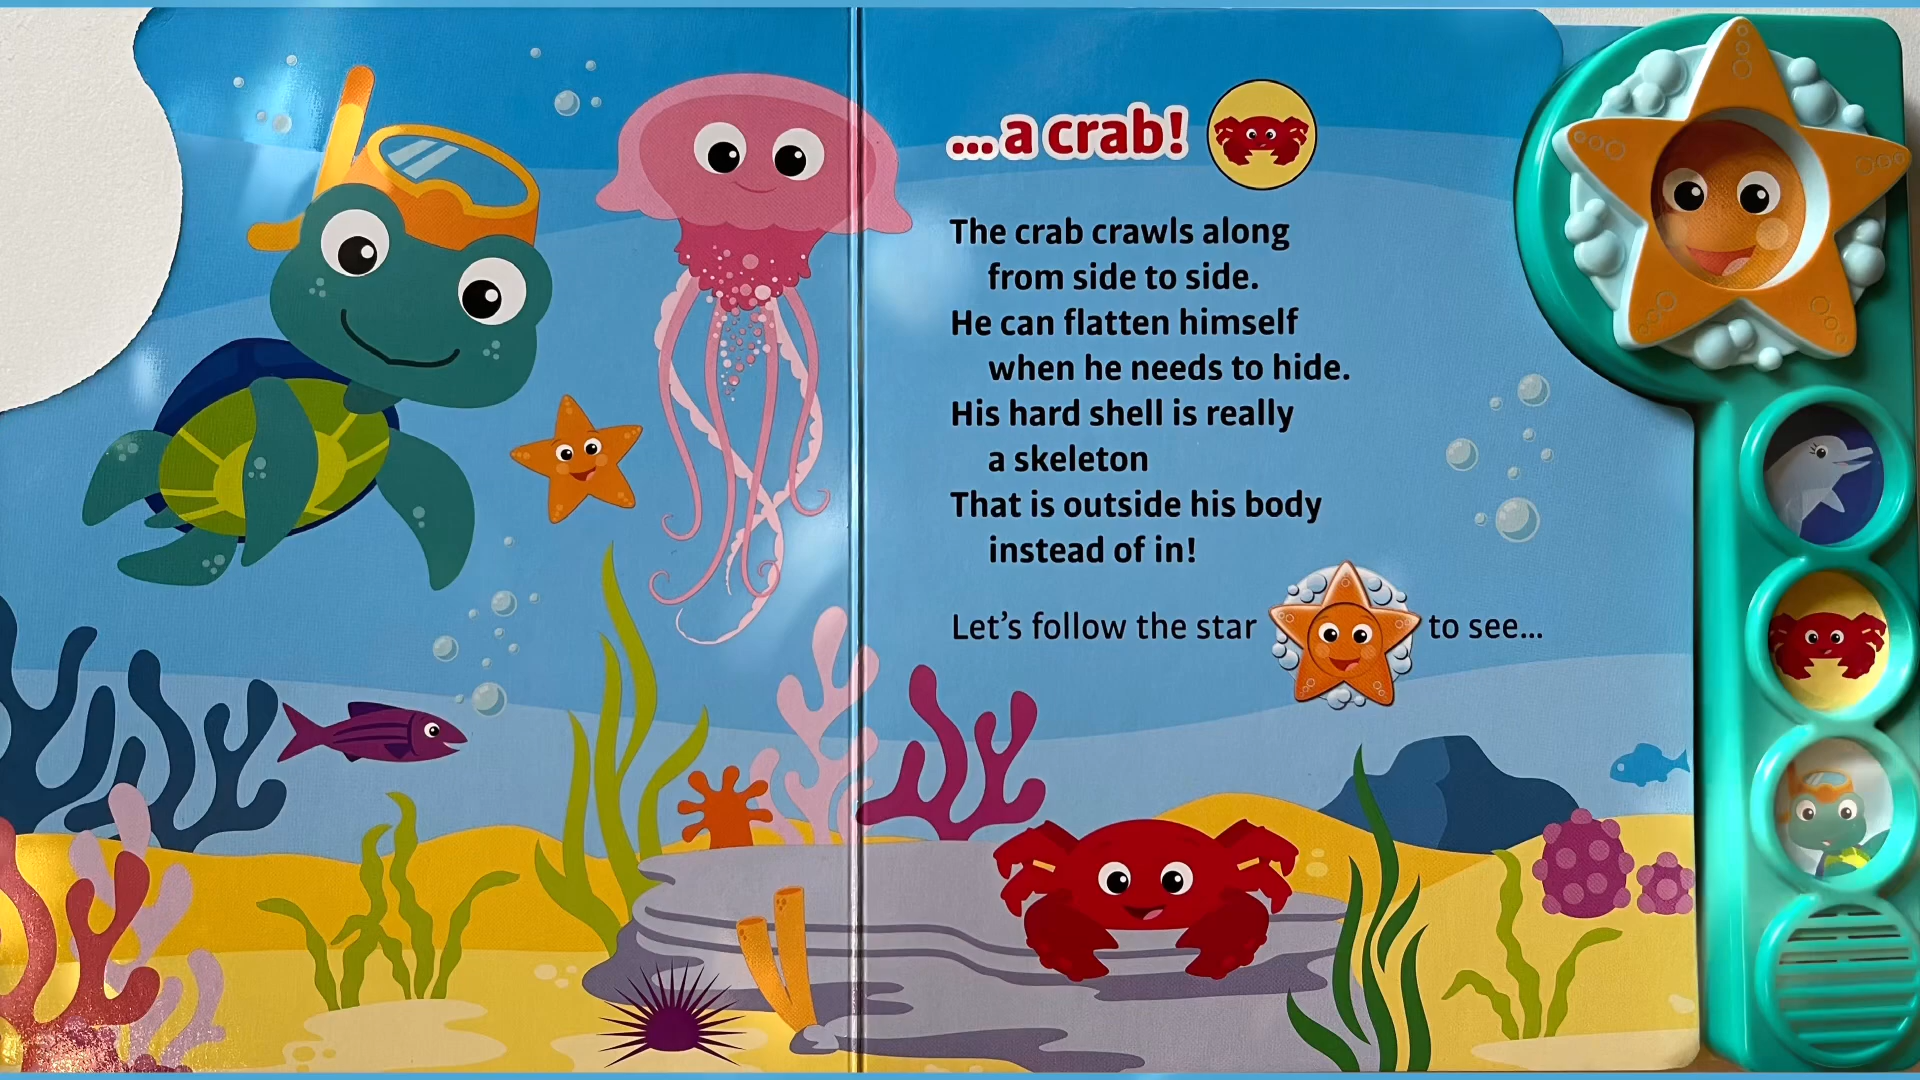 ...a crab!
The crab crawls along
from side to side.
He can flatten himself
when he needs to hide.
His hard shell is really
a skeleton
That is outside his body
instead of in!
Let's follow the star to see...